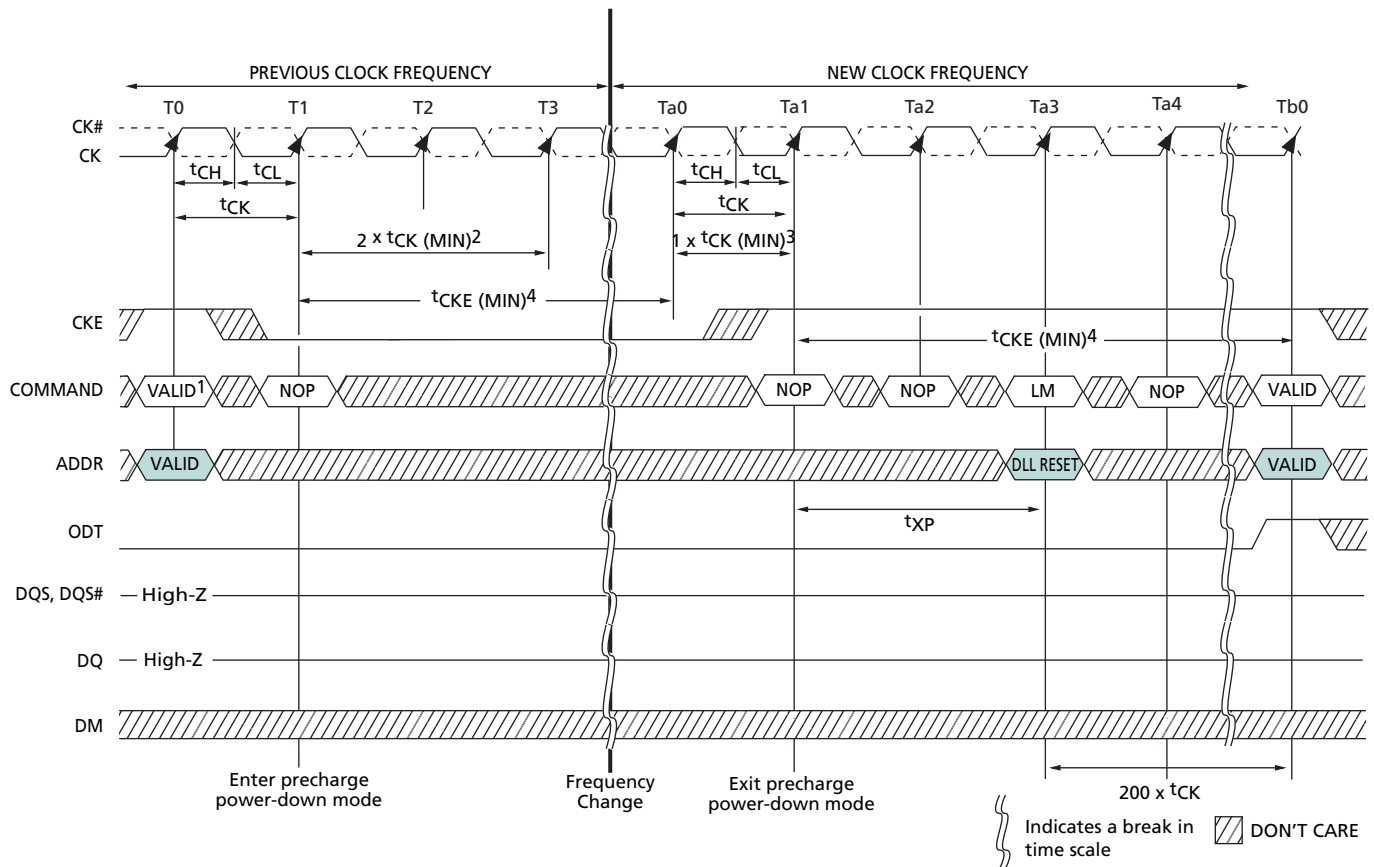 PREVIOUS CLOCK FREQUENCY
NEW CLOCK FREQUENCY
T0 T1 T2 T3 Ta0 Ta1 Ta2 Ta3 Ta4 Tb0
CK#
CK
tCH tCL tCH tCL
tCK tCK
2 x tCK (MIN)2 1 x tCK (MIN)3
tCKE (MIN)4
CKE
tCKE (MIN)4
COMMAND VALID1 NOP NOP NOP LM NOP VALID
ADDR VALID DLL RESET VALID
tXP
ODT
DQS, DQS# High-Z
DQ High-Z
DM
Enter precharge
power-down mode
Frequency
Change
Exit precharge
power-down mode
200 x tCK
Indicates a break in
time scale
DON'T CARE